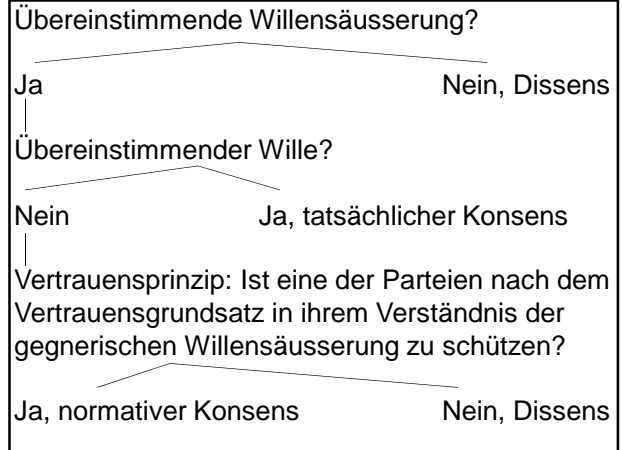 Übereinstimmende Willensäusserung?
Ja Nein, Dissens
Übereinstimmender Wille?
Nein Ja, tatsächlicher Konsens
Vertrauensprinzip: Ist eine der Parteien nach dem
Vertrauensgrundsatz in ihrem Verständnis der
gegnerischen Willensäusserung zu schützen?
Ja, normativer Konsens Nein, Dissens